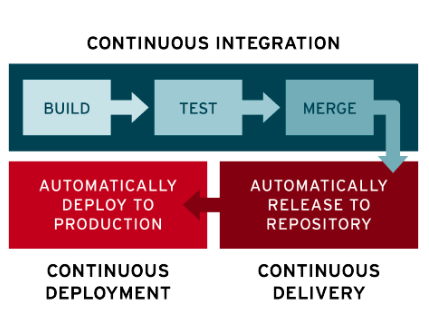 CONTINUOUS INTEGRATION
BUILD
TEST
MERGE
AUTOMATICALLY
DEPLOY TO
PRODUCTION
AUTOMATICALLY
RELEASE TO
REPOSITORY
CONTINUOUS
DEPLOYMENT
CONTINUOUS
DELIVERY